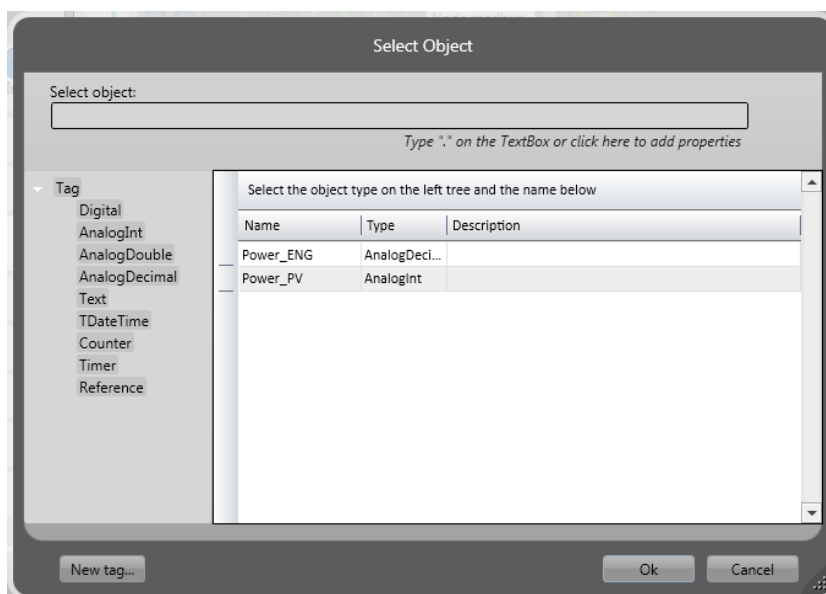 Select Object
Select object:
Type "." on the TextBox or click here to add properties
Tag
Digital
AnalogInt
AnalogDouble
AnalogDecimal
Text
TDateTime
Counter
Timer
Reference
Select the object type on the left tree and the name below
Name Type Description
Power_ENG AnalogDeci...
Power_PV AnalogInt
New tag... Ok Cancel